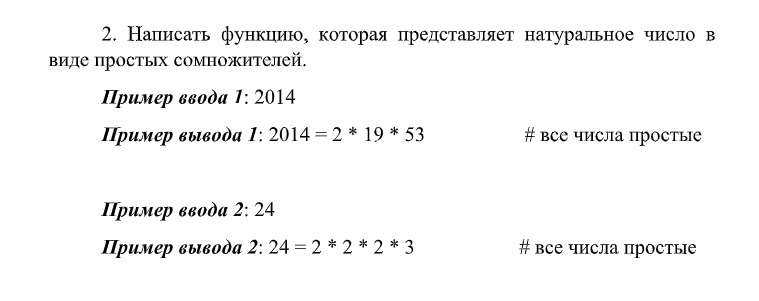 2. Написать функцию, которая представляет натуральное число в
виде простых сомножителей.
Пример ввода 1: 2014
Пример вывода 1: 2014 = 2 * 19 * 53 # все числа простые
Пример ввода 2: 24
Пример вывода 2: 24 = 2 * 2 * 2 * 3 # все числа простые